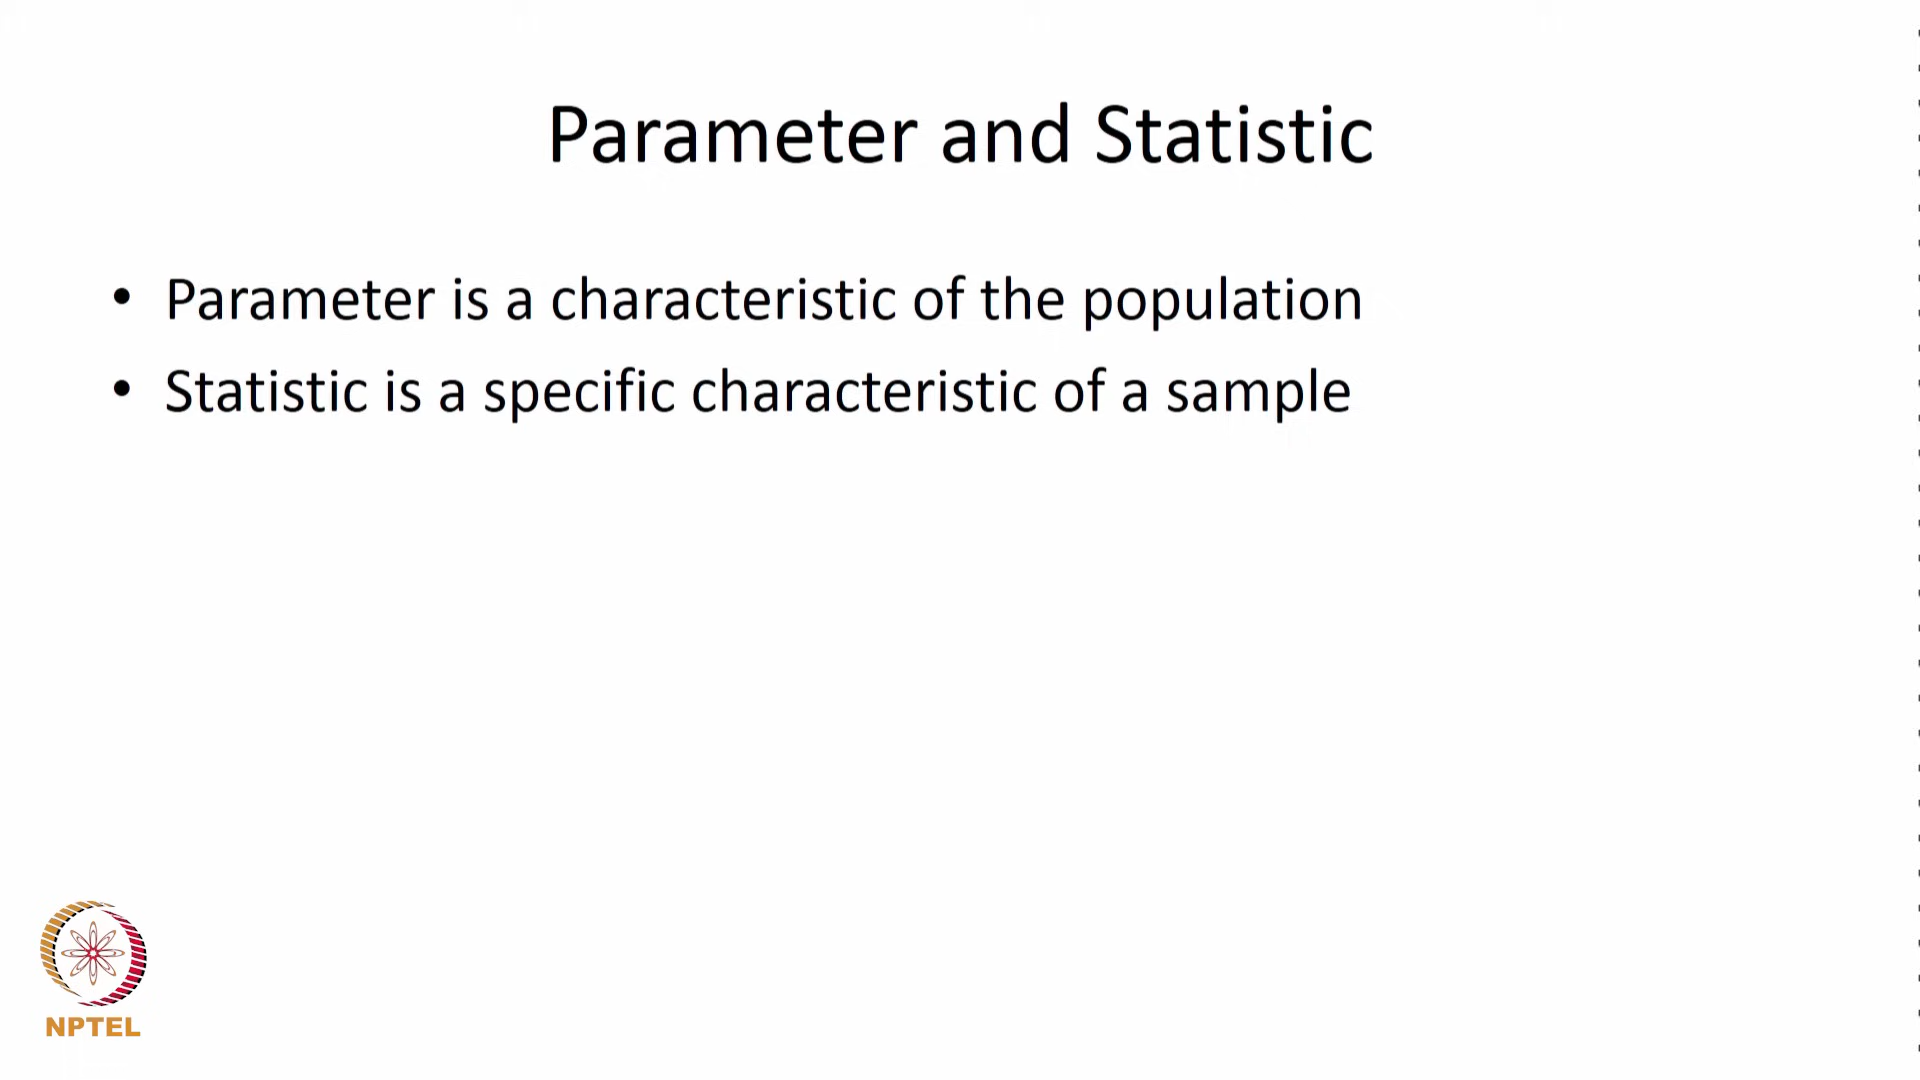 Parameter and Statistic
• Parameter is a characteristic of the population
• Statistic is a specific characteristic of a sample
NPTEL